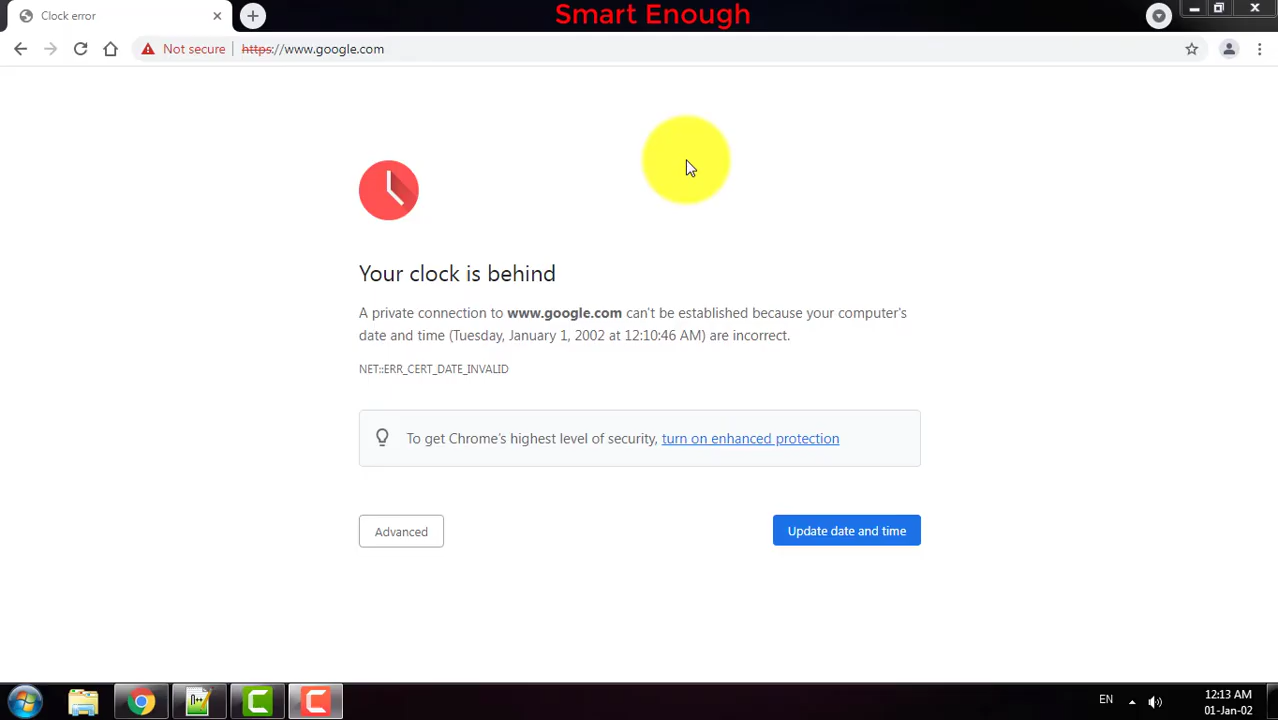 Clock error
Smart Enough
Not secure
https://www.google.com
Your clock is behind
A private connection to www.google.com can't be established because your computer's
date and time (Tuesday, January 1, 2002 at 12:10:46 AM) are incorrect.
NET::ERR_CERT_DATE_INVALID
To get Chrome's highest level of security, turn on enhanced protection
Advanced
Update date and time
N++
EN
12:13 AM
01-Jan-02